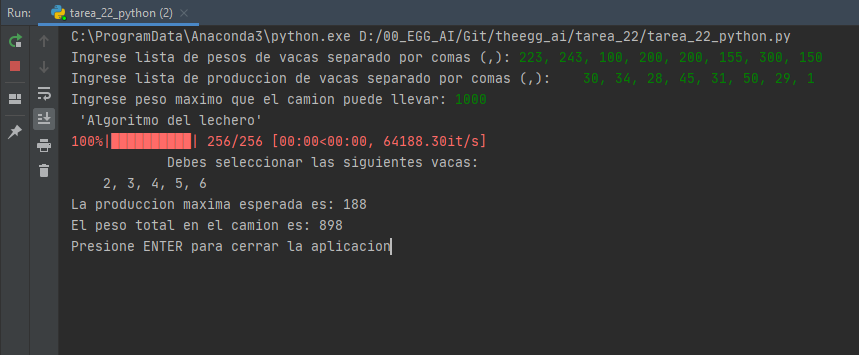 Run: tarea_22_python (2) ×
C:\ProgramData\Anaconda3\python.exe D:/00_EGG_AI/Git/theegg_ai/tarea_22/tarea_22_python.py
Ingrese lista de pesos de vacas separado por comas (,): 223, 243, 100, 200, 200, 155, 300, 150
Ingrese lista de produccion de vacas separado por comas (,): 30, 34, 28, 45, 31, 50, 29, 1
Ingrese peso maximo que el camion puede llevar: 1000
'Algoritmo del lechero'
100%|██████████| 256/256 [00:00<00:00, 64188.30it/s]
Debes seleccionar las siguientes vacas:
2, 3, 4, 5, 6
La produccion maxima esperada es: 188
El peso total en el camion es: 898
Presione ENTER para cerrar la aplicacion